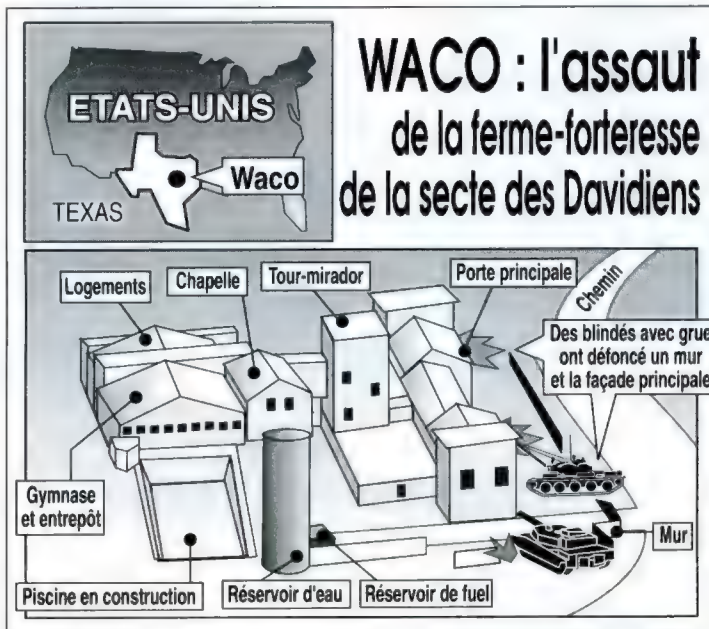 WACO : l'assaut
de la ferme-forteresse
de la secte des Davidiens
ETATS-UNIS
Waco
TEXAS
Logements
Chapelle
Tour-mirador
Porte principale
Chemin
Des blindés avec grue
ont défoncé un mur
et la façade principale
Gymnase
et entrepôt
Mur
Piscine en construction
Réservoir d'eau
Réservoir de fuel